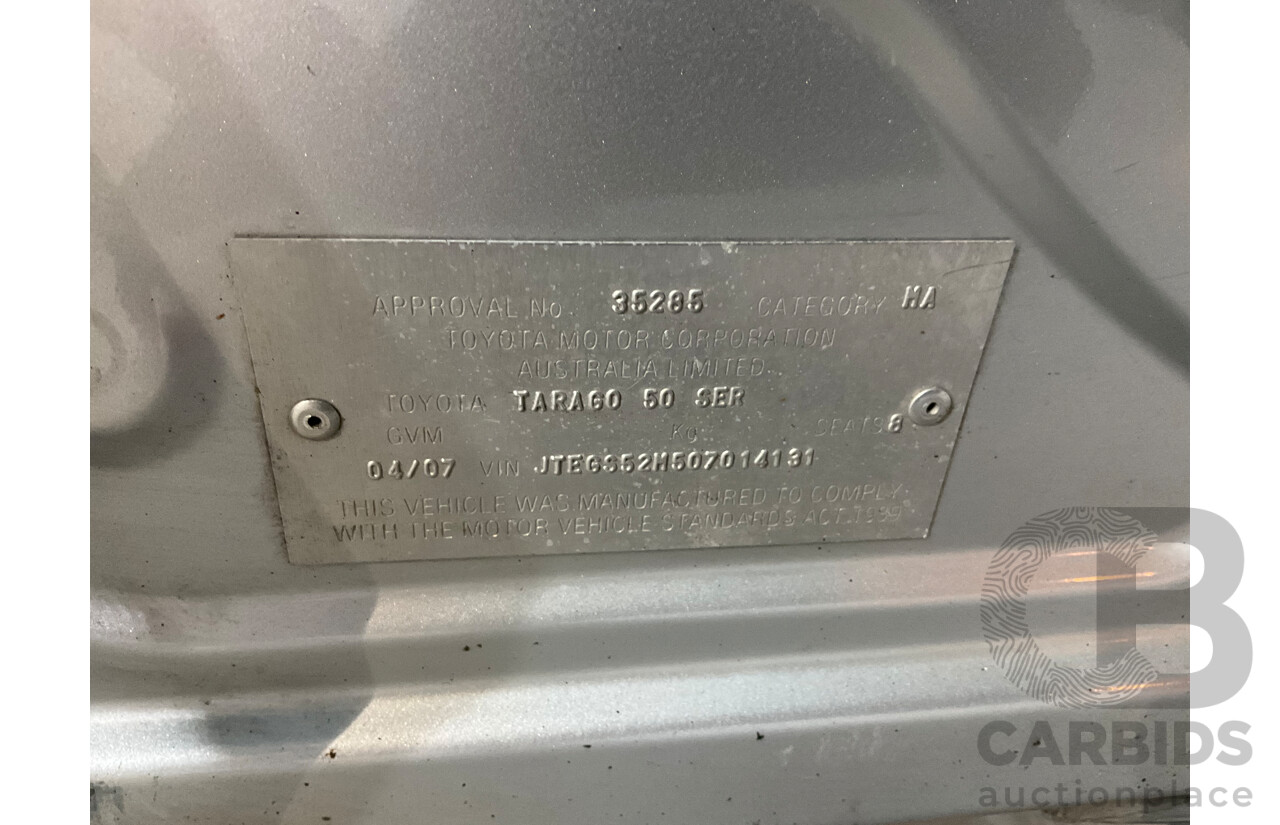 APPROVAL No. 35285 CATEGORY MA
TOYOTA MOTOR CORPORATION
AUSTRALIA LIMITED
TOYOTA TARAGO 50 SER
GVM Kg SEATS 8
04/07 VIN JTEGS52M507014131
THIS VEHICLE WAS MANUFACTURED TO COMPLY
WITH THE MOTOR VEHICLE STANDARDS ACT 1989
CB
CARBIDS
auctionplace